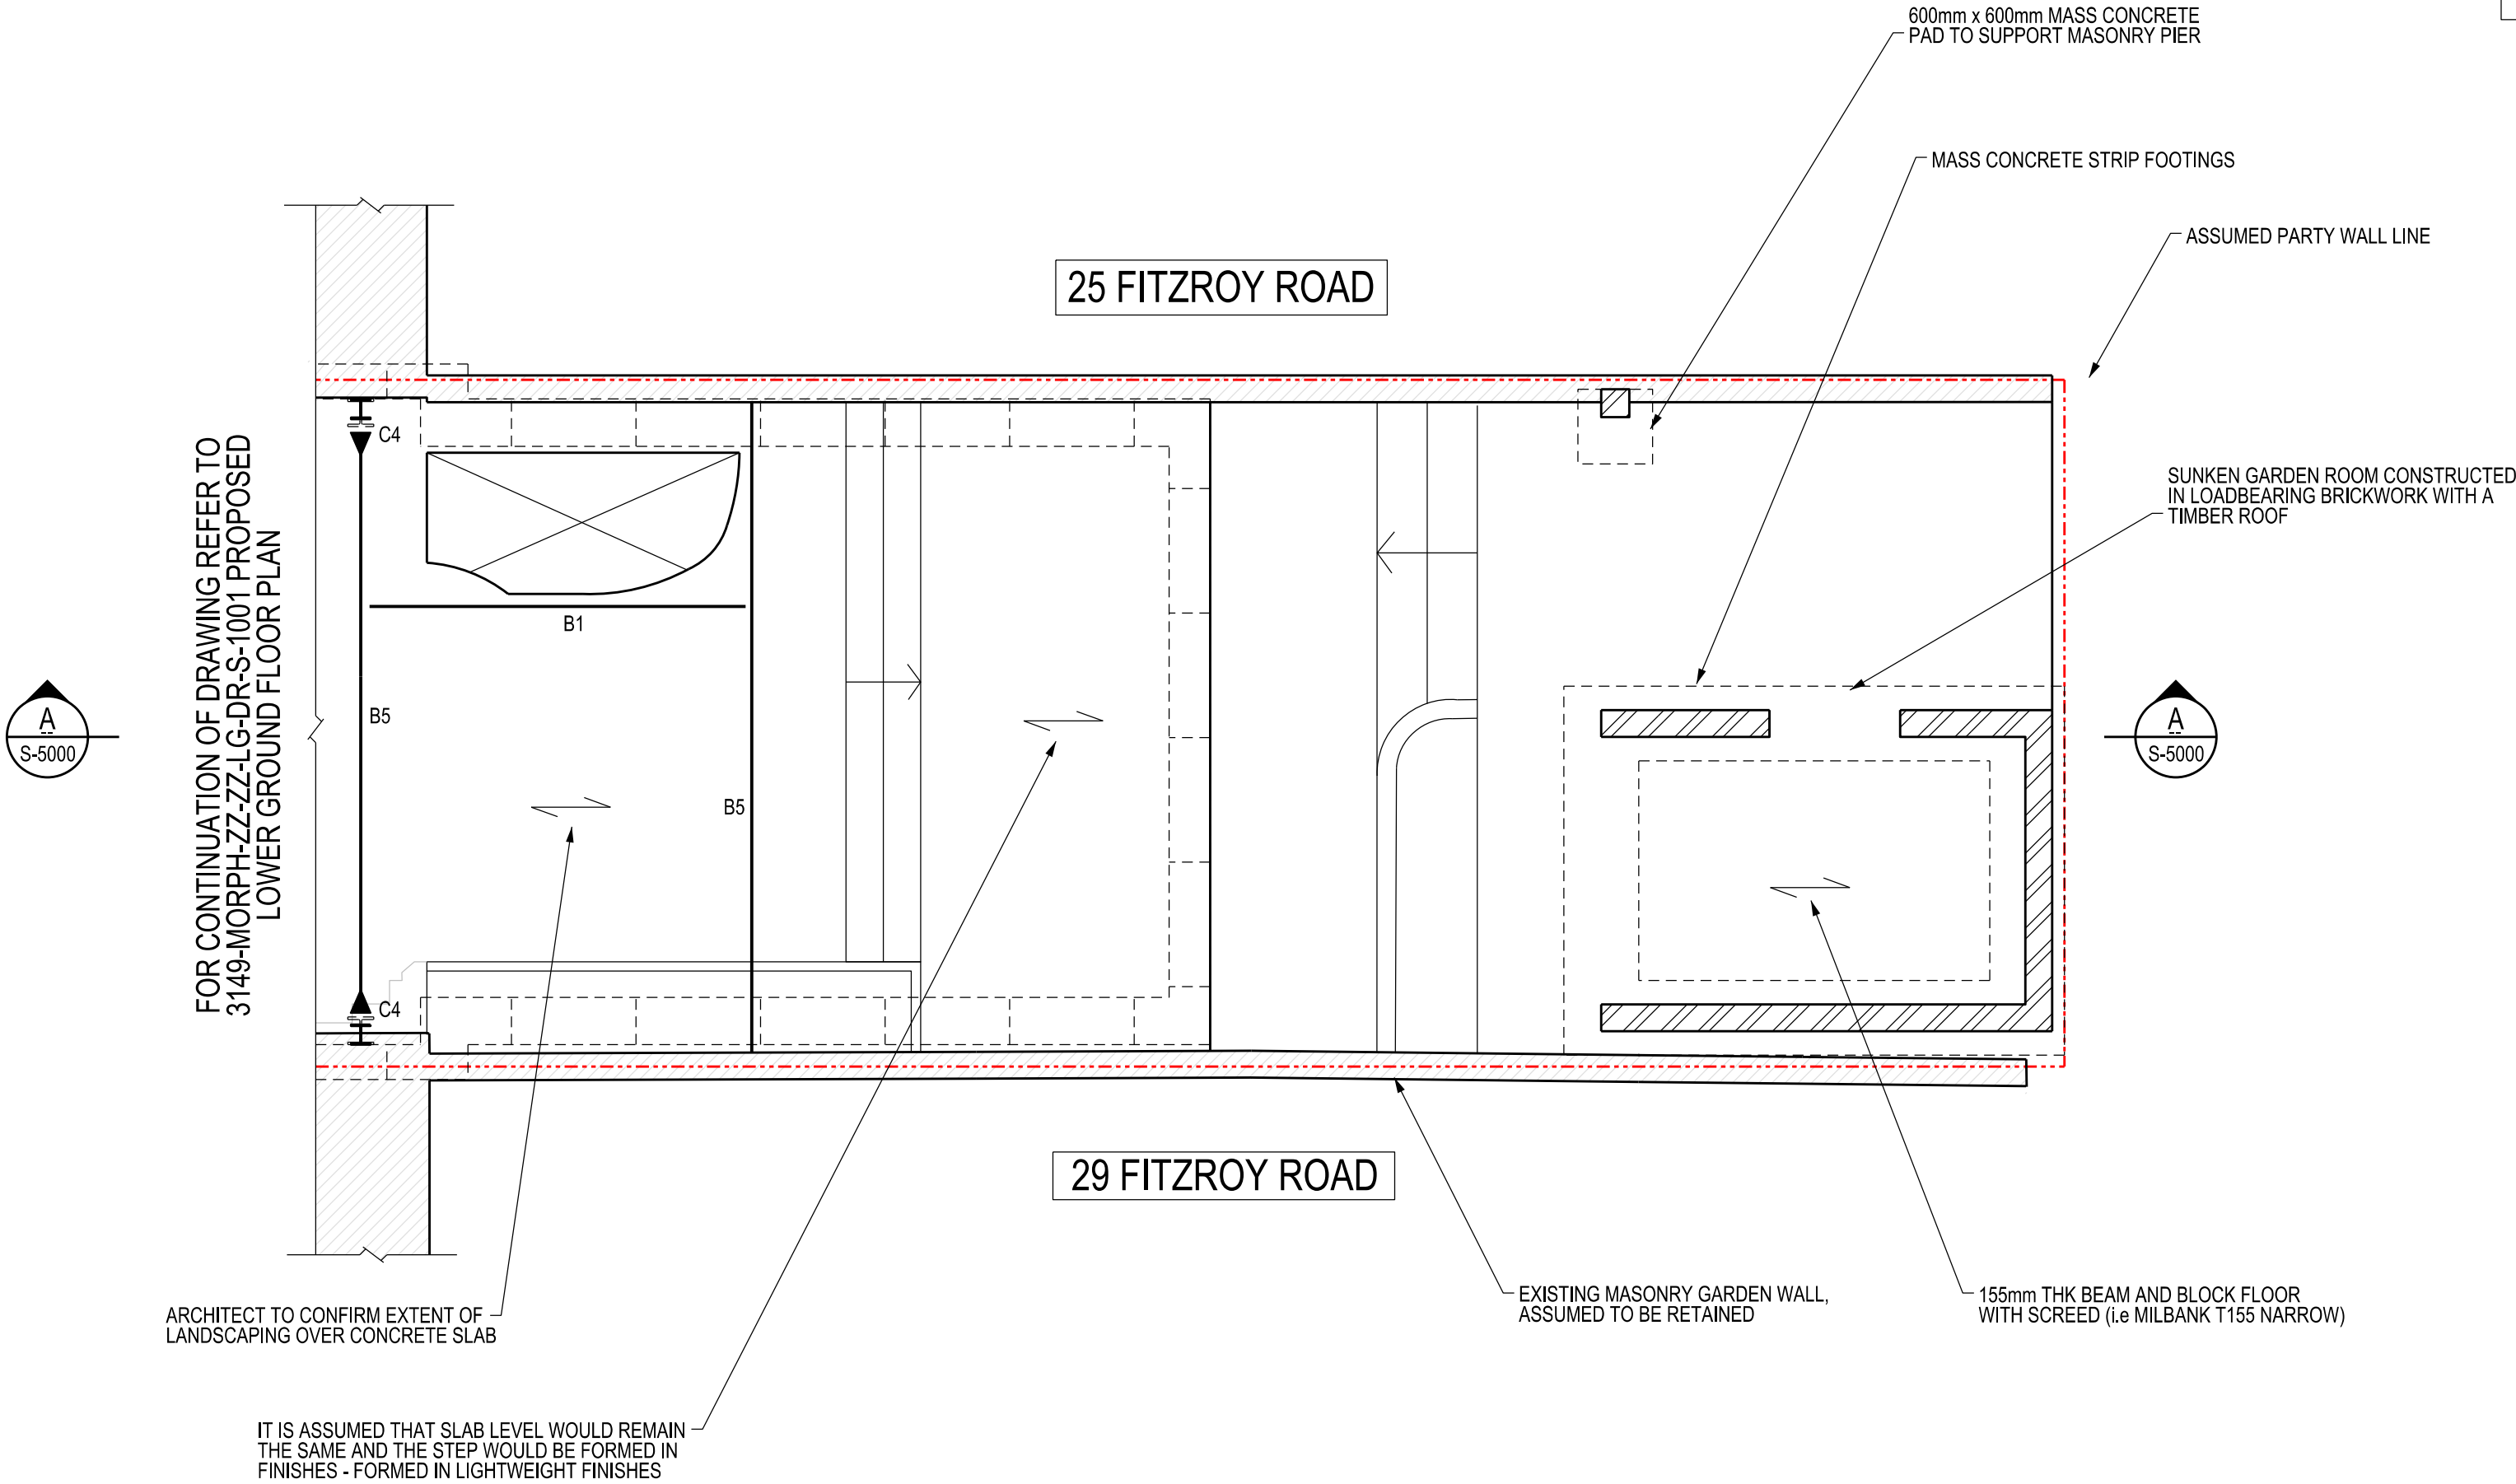 600mm x 600mm MASS CONCRETE
PAD TO SUPPORT MASONRY PIER
MASS CONCRETE STRIP FOOTINGS
ASSUMED PARTY WALL LINE
25 FITZROY ROAD
SUNKEN GARDEN ROOM CONSTRUCTED
IN LOADBEARING BRICKWORK WITH A
TIMBER ROOF
FOR CONTINUATION OF DRAWING REFER TO
3149-MORPH-ZZ-ZZ-LG-DR-S-1001 PROPOSED
LOWER GROUND FLOOR PLAN
C4
B1
B5
B5
C4
A
--
S-5000
A
--
S-5000
29 FITZROY ROAD
ARCHITECT TO CONFIRM EXTENT OF
LANDSCAPING OVER CONCRETE SLAB
EXISTING MASONRY GARDEN WALL,
ASSUMED TO BE RETAINED
155mm THK BEAM AND BLOCK FLOOR
WITH SCREED (i.e MILBANK T155 NARROW)
IT IS ASSUMED THAT SLAB LEVEL WOULD REMAIN
THE SAME AND THE STEP WOULD BE FORMED IN
FINISHES - FORMED IN LIGHTWEIGHT FINISHES